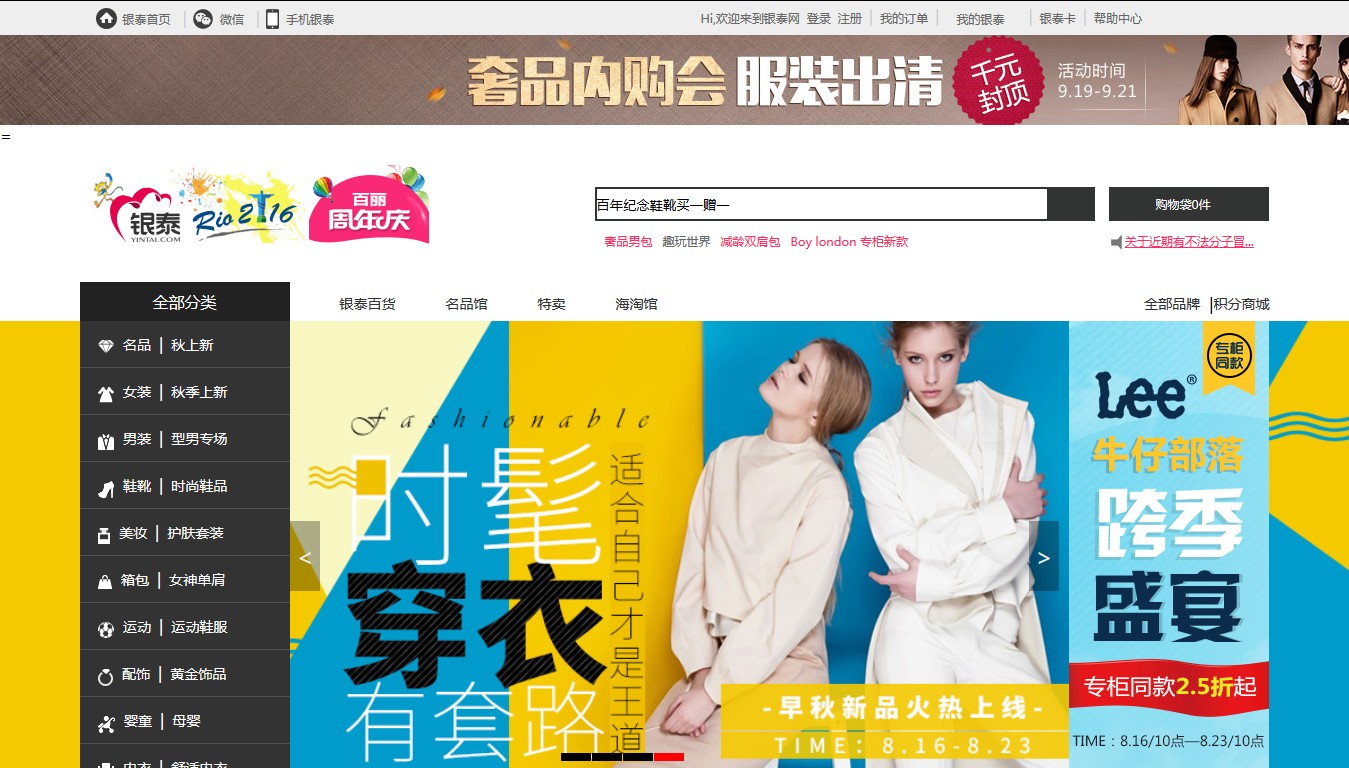 银泰首页 微信 手机银泰 Hi,欢迎来到银泰网 登录 注册 我的订单 我的银泰 银泰卡 帮助中心
奢品内购会 服装出清 千元封顶 活动时间 9.19-9.21
=
银泰 YINTAI.COM Rio 2016 百丽 周年庆
百年纪念鞋靴买一赠一 购物袋0件
奢品男包 趣玩世界 减龄双肩包 Boy london 专柜新款 关于近期有不法分子冒...
全部分类 银泰百货 名品馆 特卖 海淘馆 全部品牌 |积分商城
名品 | 秋上新
女装 | 秋季上新
男装 | 型男专场
鞋靴 | 时尚鞋品
美妆 | 护肤套装
箱包 | 女神单肩
运动 | 运动鞋服
配饰 | 黄金饰品
婴童 | 母婴
内衣 | 舒适内衣
Fashionable
时髦
穿衣
有套路
适合自己才是王道
<
>
-早秋新品火热上线-
TIME: 8.16-8.23
专柜同款
Lee®
牛仔部落
跨季
盛宴
专柜同款2.5折起
TIME：8.16/10点—8.23/10点